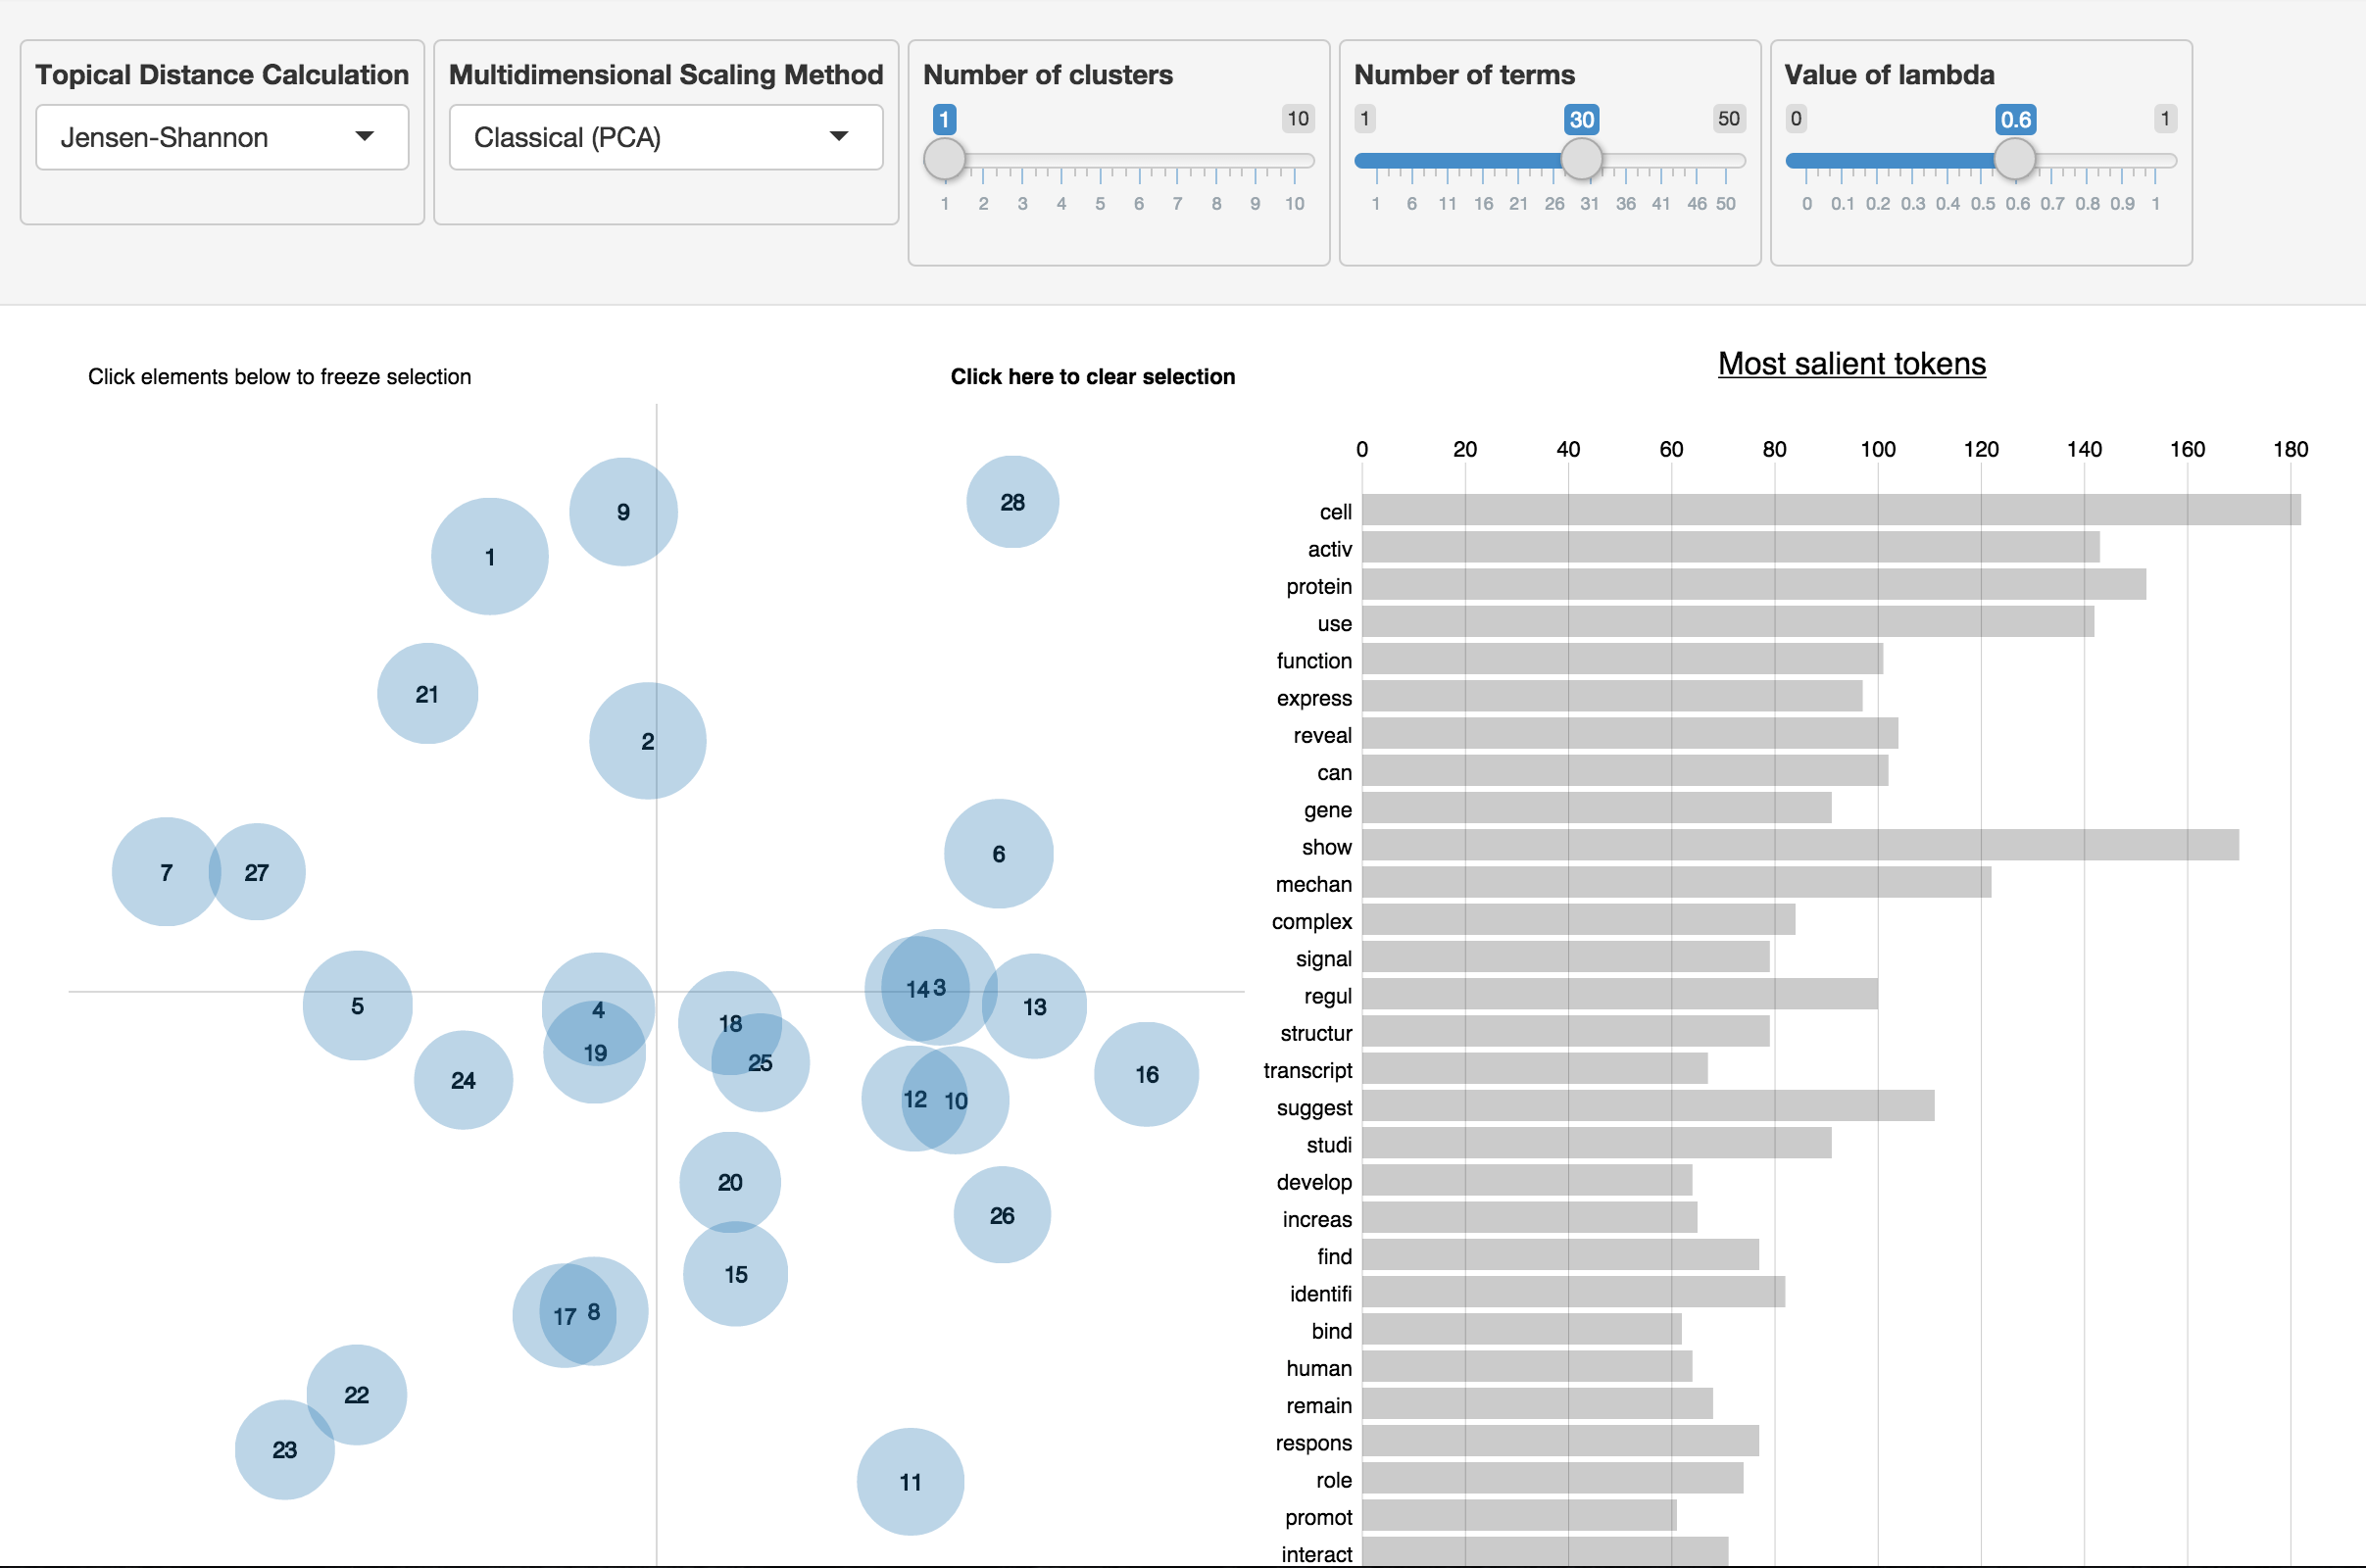 Topical Distance Calculation
Jensen-Shannon
Multidimensional Scaling Method
Classical (PCA)
Number of clusters
1 10
1 2 3 4 5 6 7 8 9 10
Number of terms
1 30 50
1 6 11 16 21 26 31 36 41 46 50
Value of lambda
0 0.6 1
0 0.1 0.2 0.3 0.4 0.5 0.6 0.7 0.8 0.9 1
Click elements below to freeze selection
Click here to clear selection
9
28
1
21
2
7
27
6
14
3
5
4
13
18
19
25
24
16
12
10
20
26
15
17
8
22
23
11
Most salient tokens
0 20 40 60 80 100 120 140 160 180
cell
activ
protein
use
function
express
reveal
can
gene
show
mechan
complex
signal
regul
structur
transcript
suggest
studi
develop
increas
find
identifi
bind
human
remain
respons
role
promot
interact